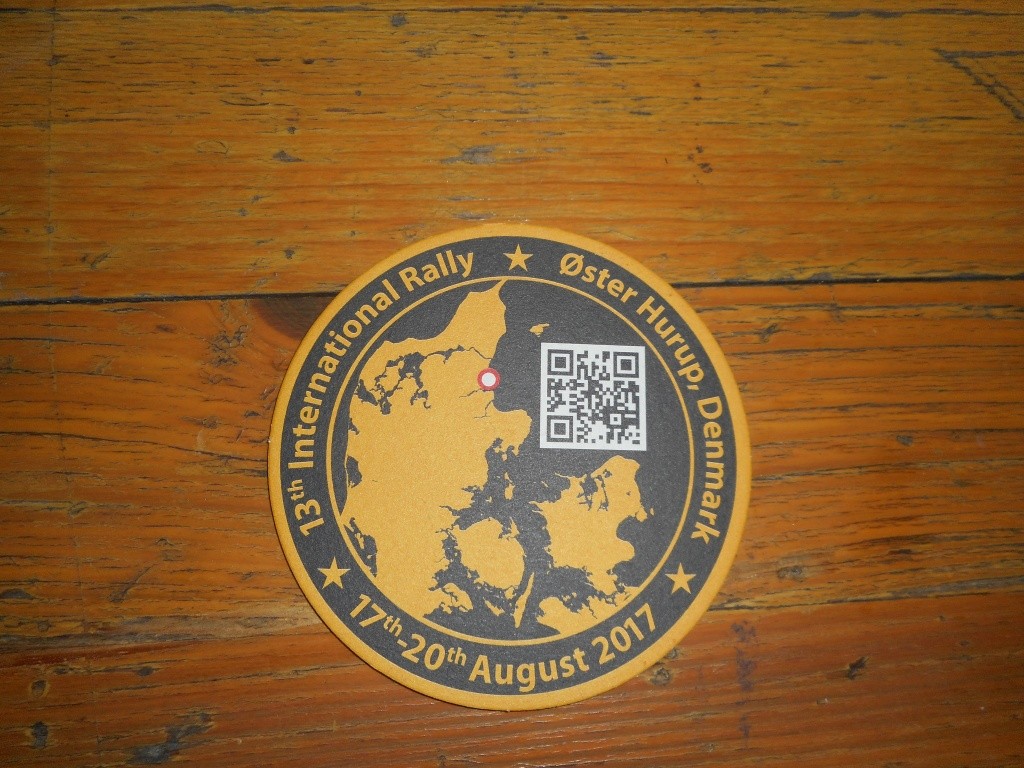 13th International Rally
Øster Hurup, Denmark
17th-20th August 2017